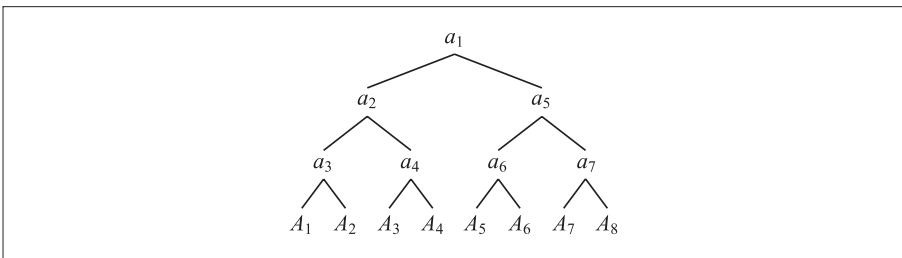 a₁
a₂ a₅
a₃ a₄ a₆ a₇
A₁ A₂ A₃ A₄ A₅ A₆ A₇ A₈